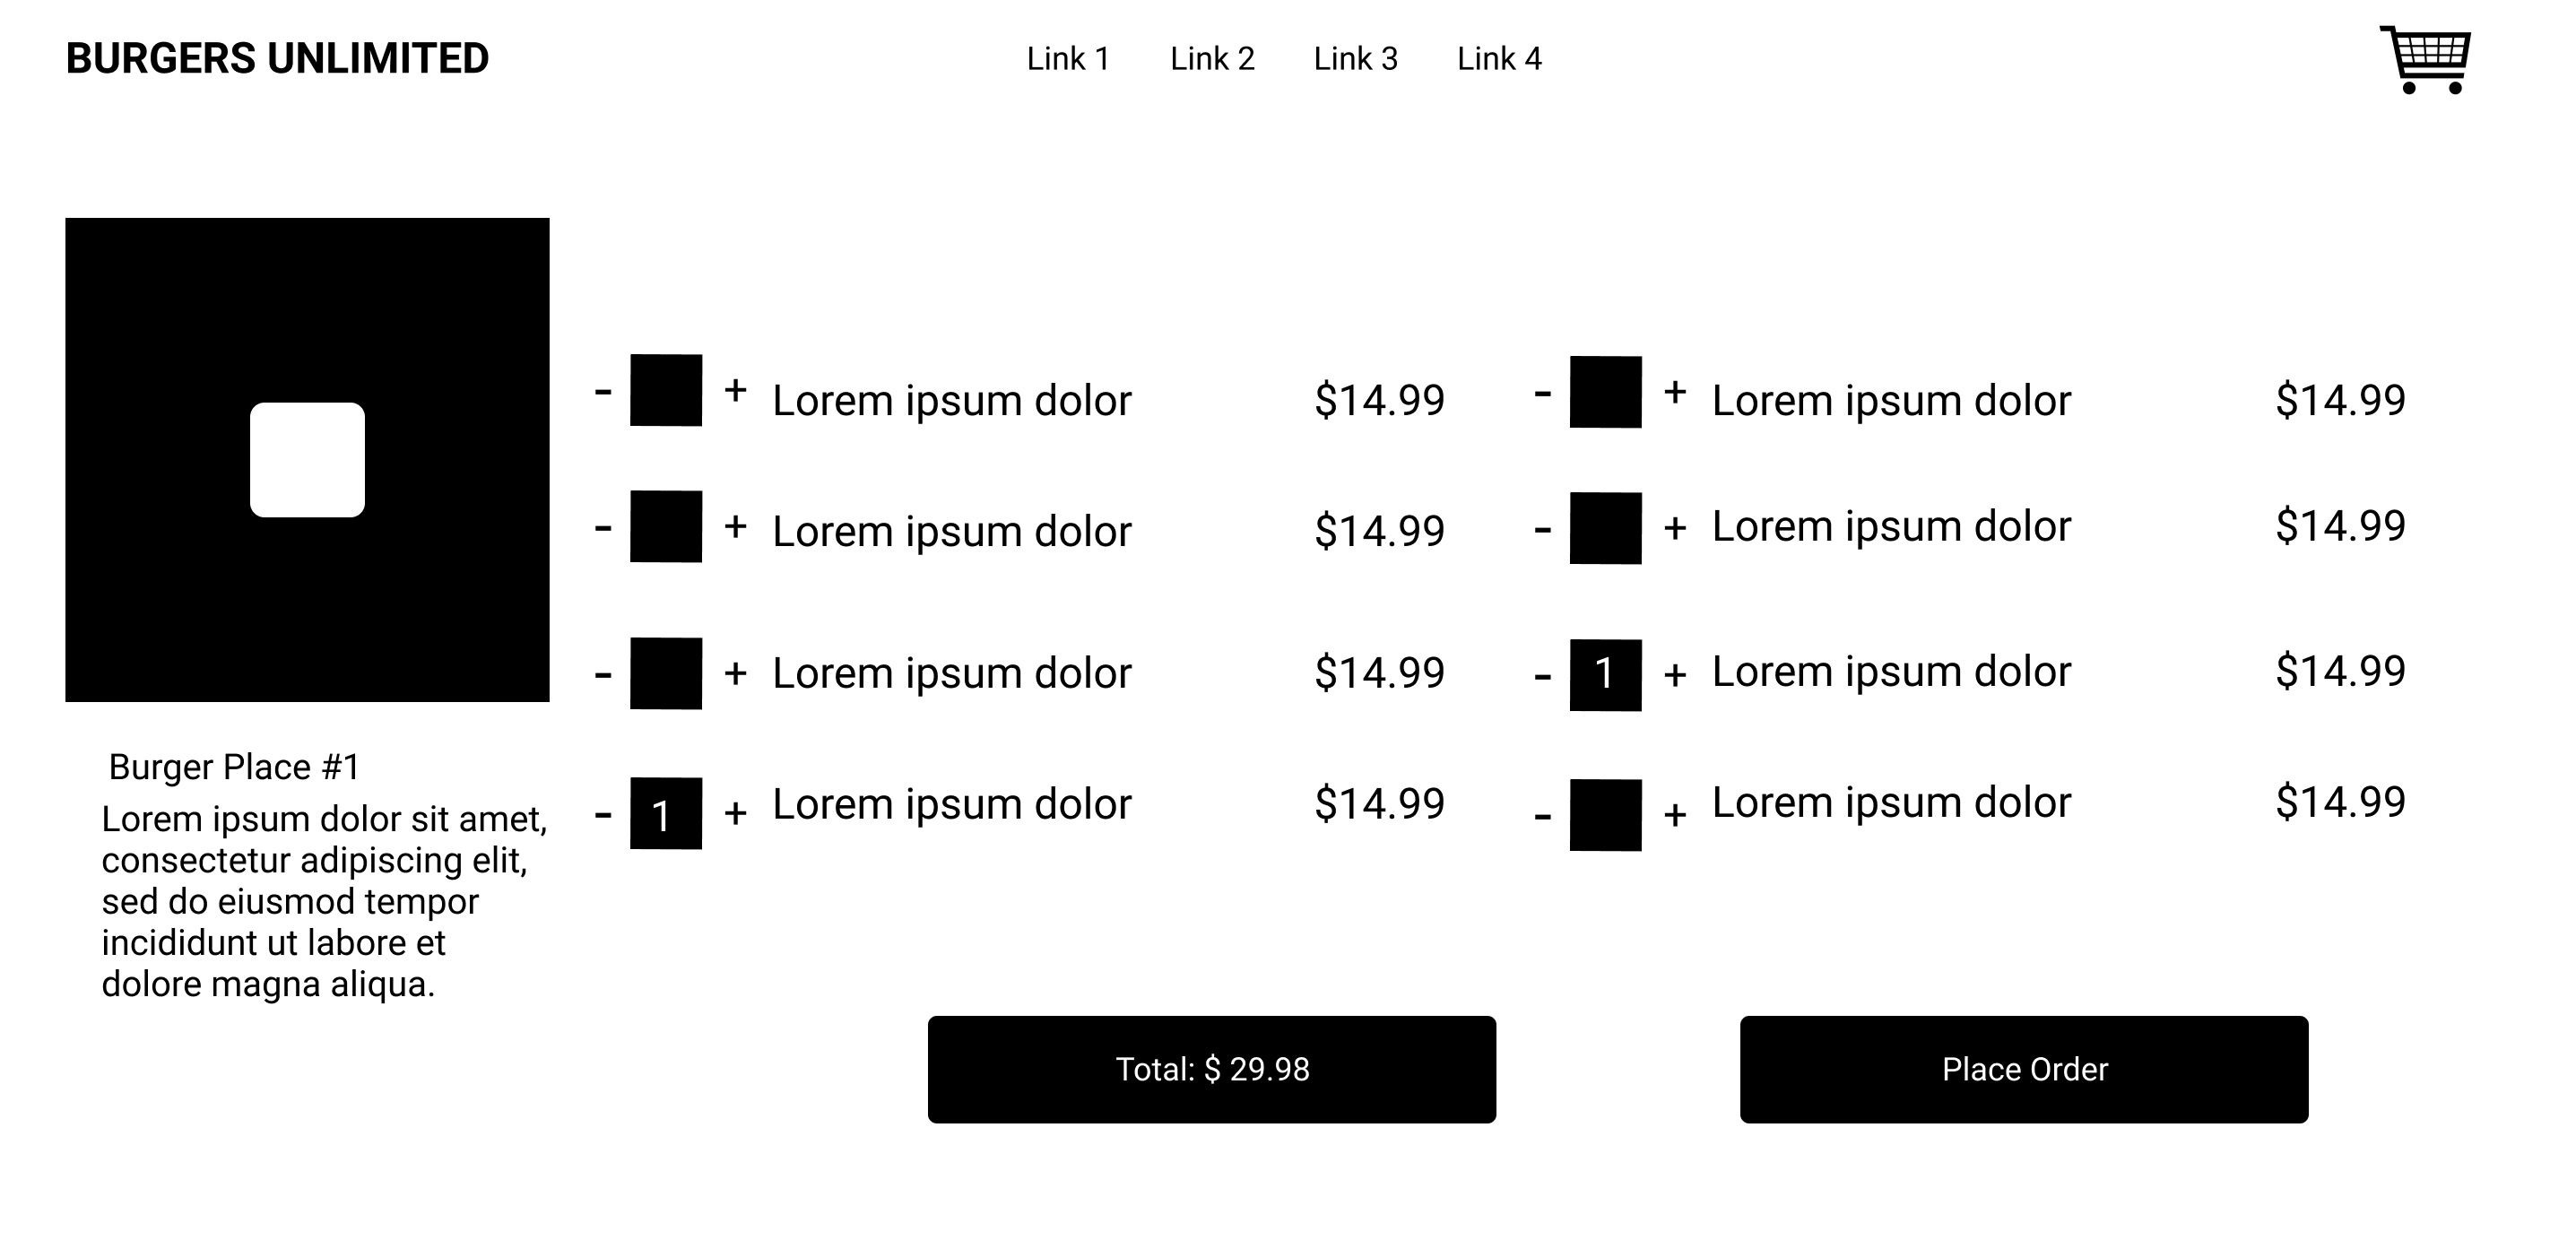 BURGERS UNLIMITED
Link 1 Link 2 Link 3 Link 4
- + Lorem ipsum dolor $14.99
- + Lorem ipsum dolor $14.99
- + Lorem ipsum dolor $14.99
- 1 + Lorem ipsum dolor $14.99
- + Lorem ipsum dolor $14.99
- + Lorem ipsum dolor $14.99
- 1 + Lorem ipsum dolor $14.99
- + Lorem ipsum dolor $14.99
Burger Place #1
Lorem ipsum dolor sit amet,
consectetur adipiscing elit,
sed do eiusmod tempor
incididunt ut labore et
dolore magna aliqua.
Total: $ 29.98
Place Order